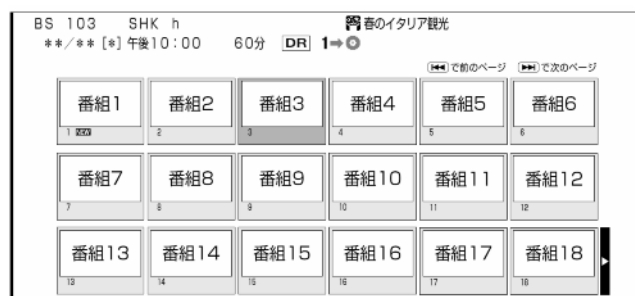 BS 103 SHK h 春のイタリア観光
**/** [*] 午後10:00 60分 DR 1⇒◎
⏮で前のページ ⏭で次のページ
番組1 番組2 番組3 番組4 番組5 番組6
1 NEW 2 3 4 5 6
番組7 番組8 番組9 番組10 番組11 番組12
7 8 9 10 11 12
番組13 番組14 番組15 番組16 番組17 番組18
13 14 15 16 17 18